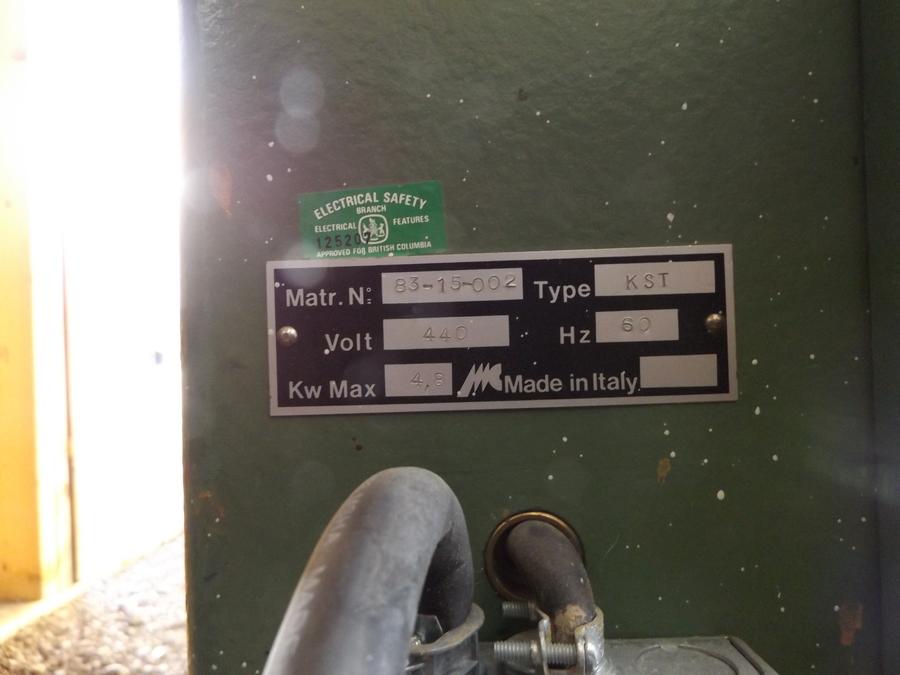 ELECTRICAL SAFETY
BRANCH
ELECTRICAL FEATURES
APPROVED FOR BRITISH COLUMBIA
Matr. N° 83-15-002 Type KST
Volt 440 Hz 60
Kw Max 4,8 Made in Italy